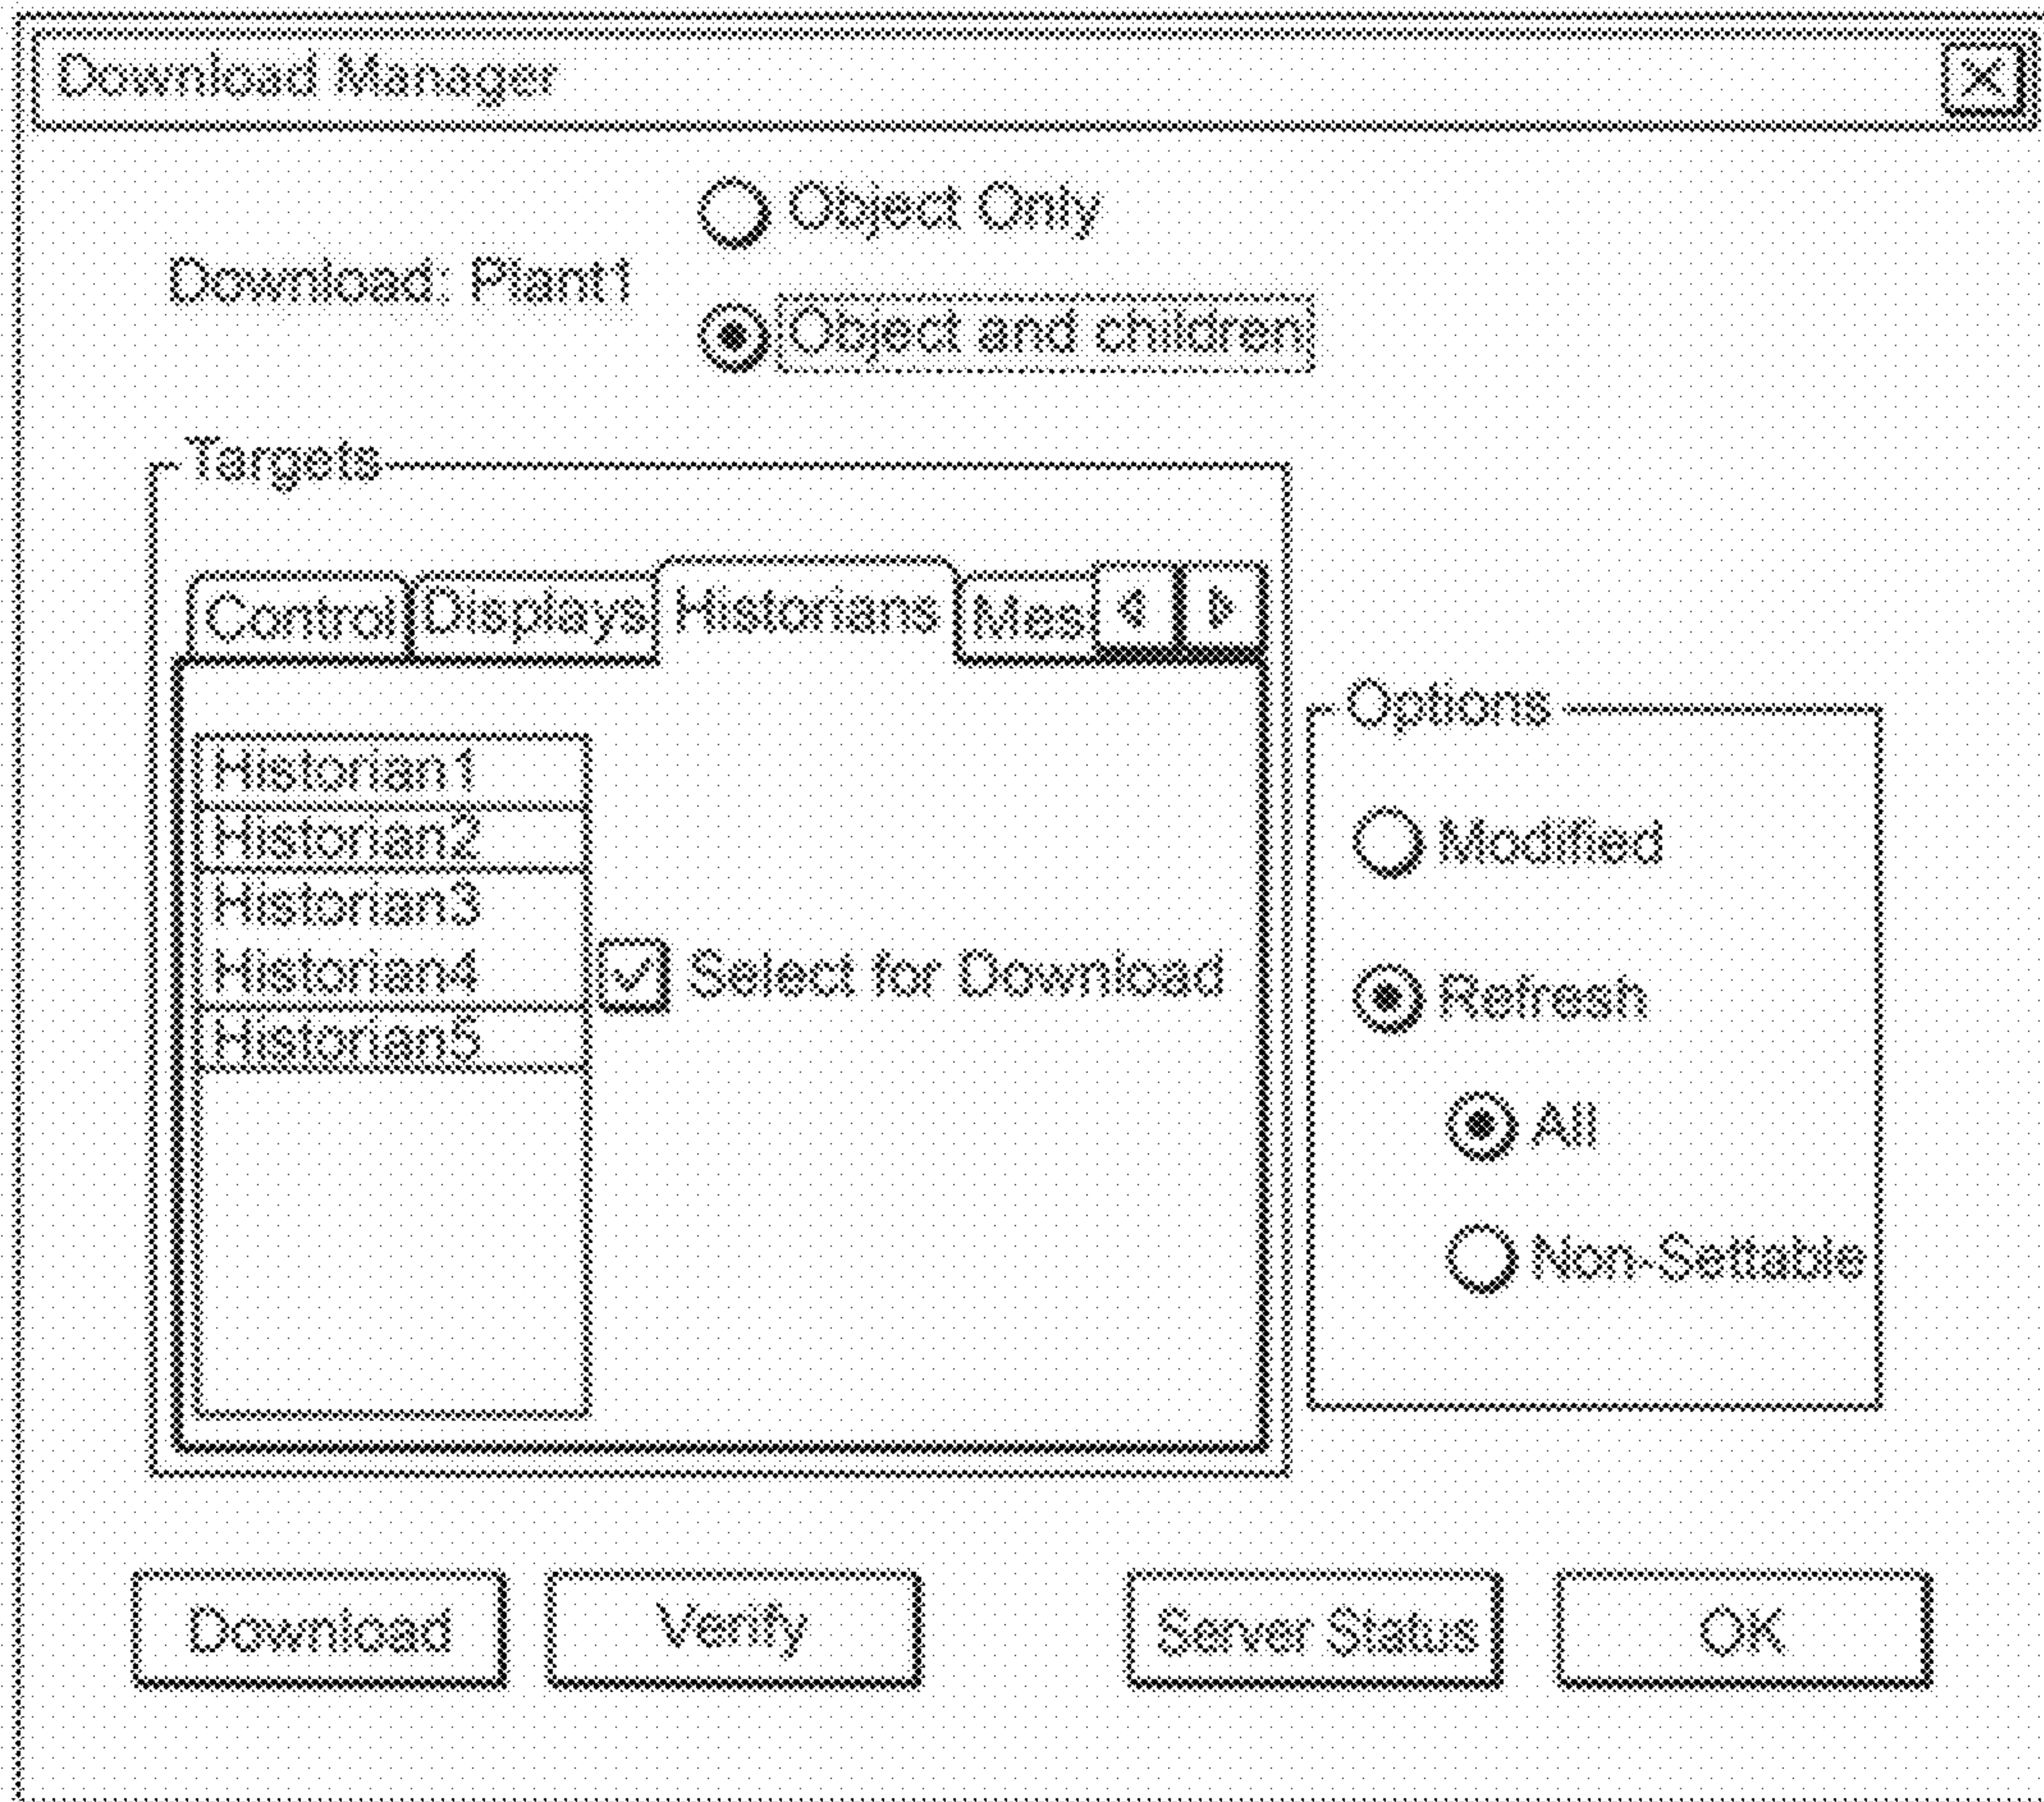 Download Manager
Object Only
Download: Plant1
Object and children
Targets
Control Displays Historians Mes
Options
Historian1
Historian2
Historian3
Historian4
Historian5
Select for Download
Modified
Refresh
All
Non-Settable
Download Verify Server Status OK